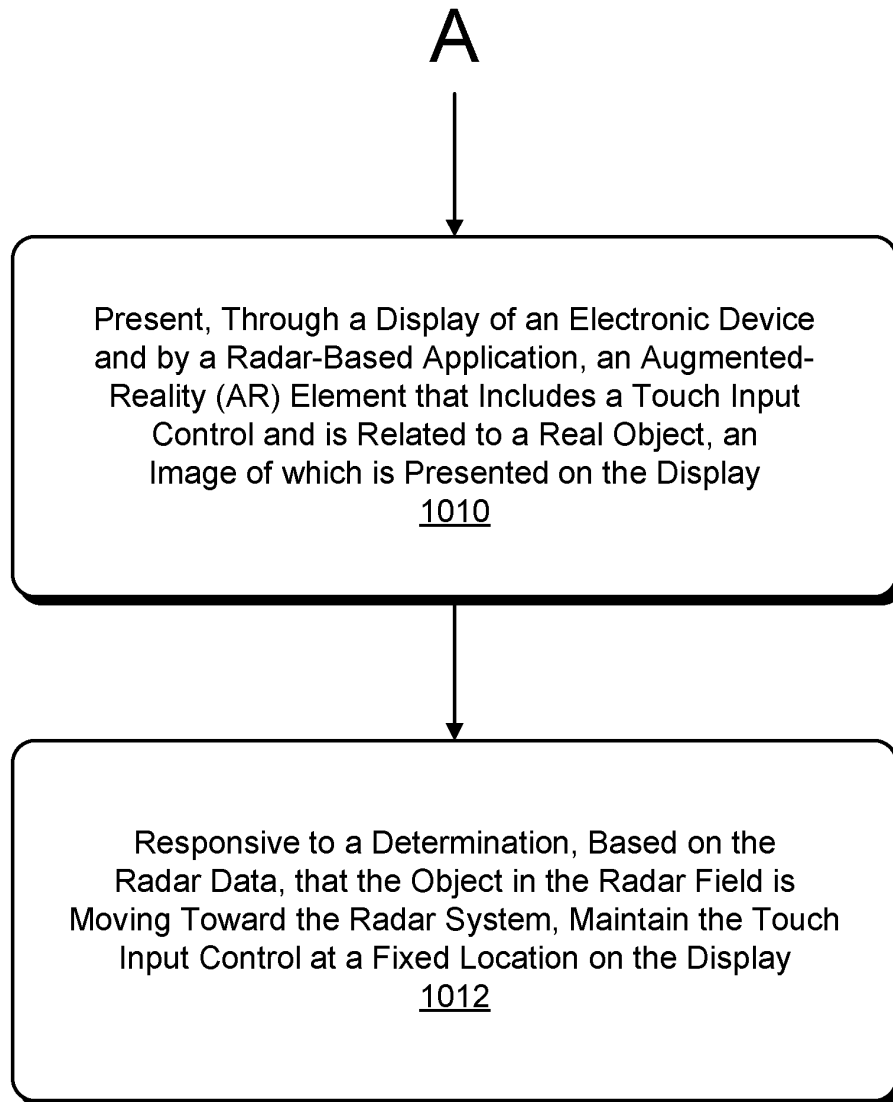 A
Present, Through a Display of an Electronic Device
and by a Radar-Based Application, an Augmented-
Reality (AR) Element that Includes a Touch Input
Control and is Related to a Real Object, an
Image of which is Presented on the Display
1010
Responsive to a Determination, Based on the
Radar Data, that the Object in the Radar Field is
Moving Toward the Radar System, Maintain the Touch
Input Control at a Fixed Location on the Display
1012